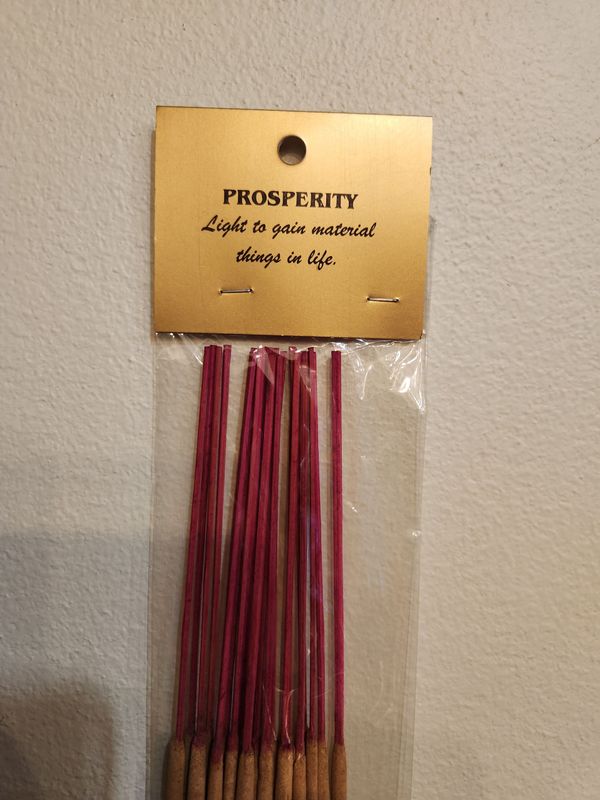 PROSPERITY
Light to gain material
things in life.